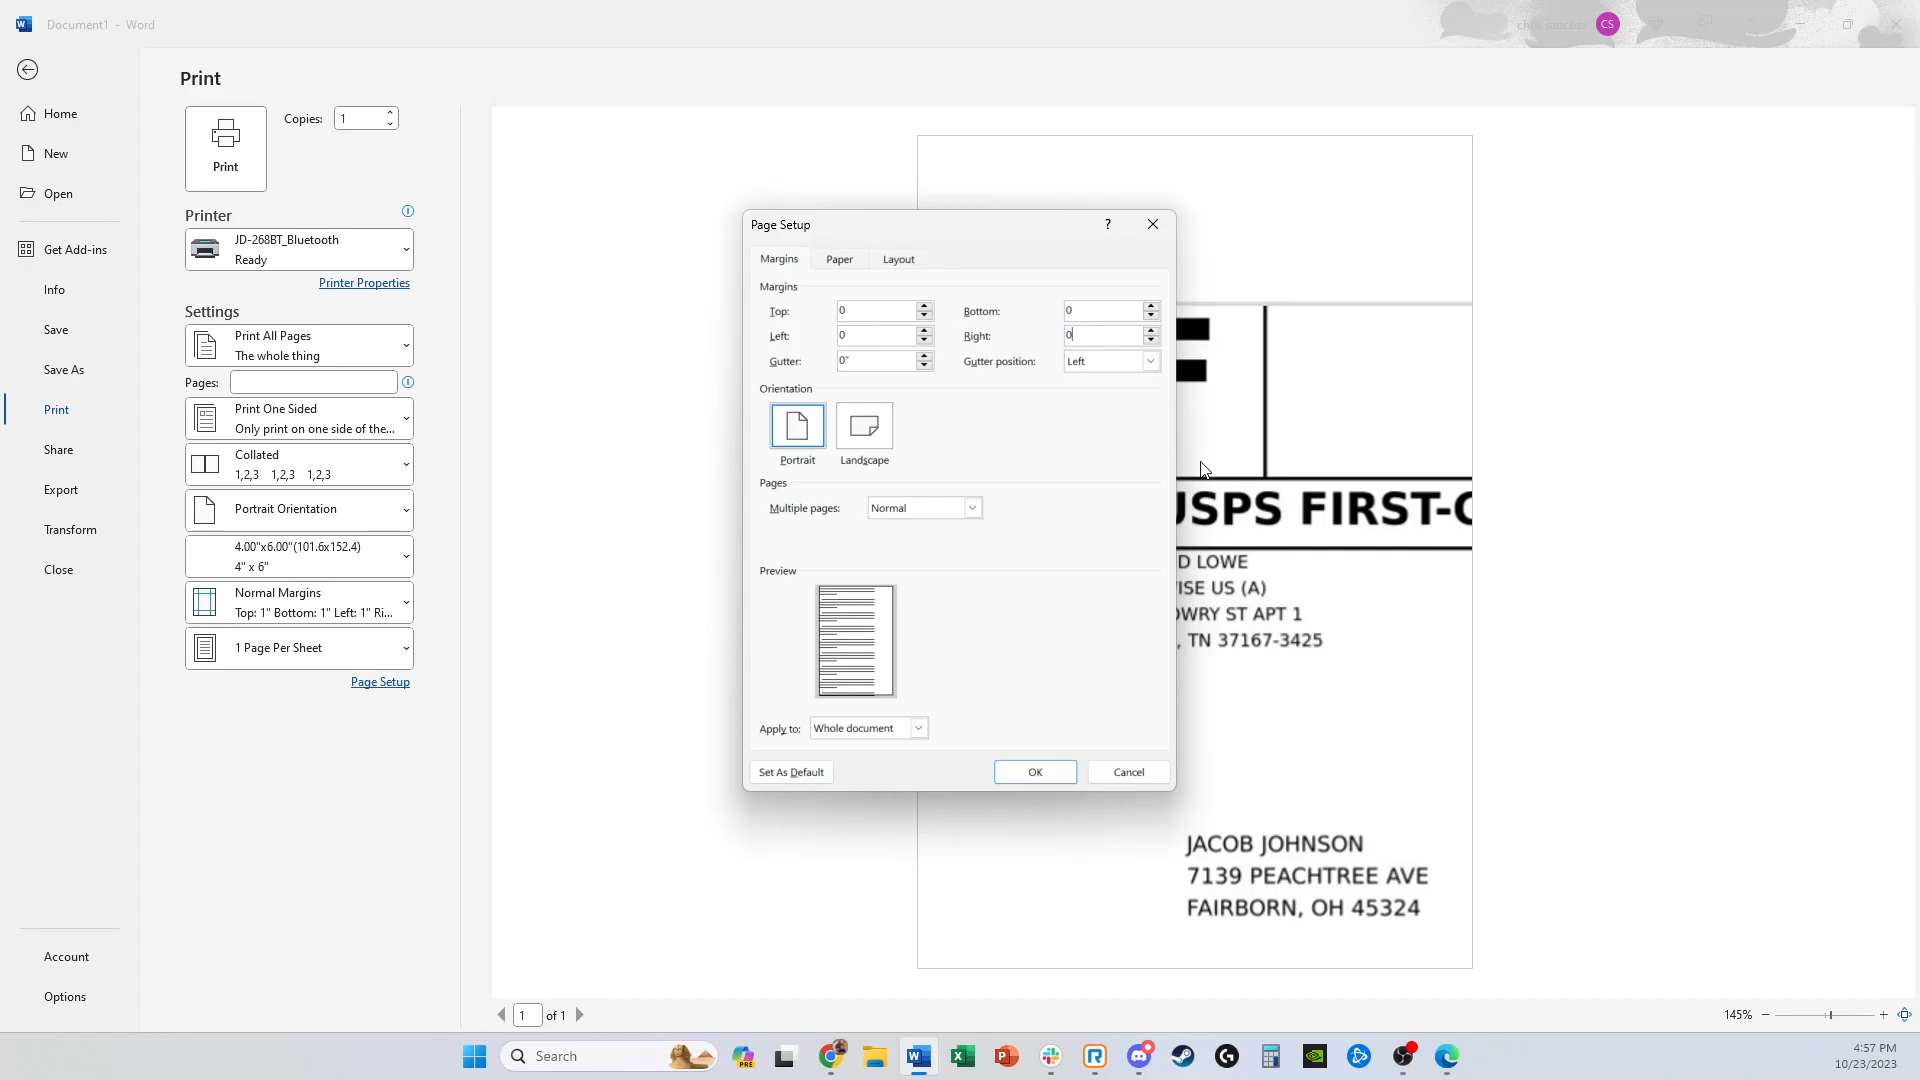 Document1 - Word
CS
Print
Home
New
Open
Get Add-ins
Info
Save
Save As
Print
Share
Export
Transform
Close
Account
Options
Print
Copies: 1
Printer
JD-268BT_Bluetooth
Ready
Printer Properties
Settings
Print All Pages
The whole thing
Pages:
Print One Sided
Only print on one side of the...
Collated
1,2,3 1,2,3 1,2,3
Portrait Orientation
4.00"x6.00"(101.6x152.4)
4" x 6"
Normal Margins
Top: 1" Bottom: 1" Left: 1" Ri...
1 Page Per Sheet
Page Setup
Page Setup
?
Margins Paper Layout
Margins
Top: 0 Bottom: 0
Left: 0 Right: 0
Gutter: 0" Gutter position: Left
Orientation
Portrait Landscape
Pages
Multiple pages: Normal
Preview
Apply to: Whole document
Set As Default OK Cancel
USPS FIRST-C
D LOWE
ISE US (A)
OWRY ST APT 1
, TN 37167-3425
JACOB JOHNSON
7139 PEACHTREE AVE
FAIRBORN, OH 45324
1 of 1
145%
Search
PRE
4:57 PM
10/23/2023